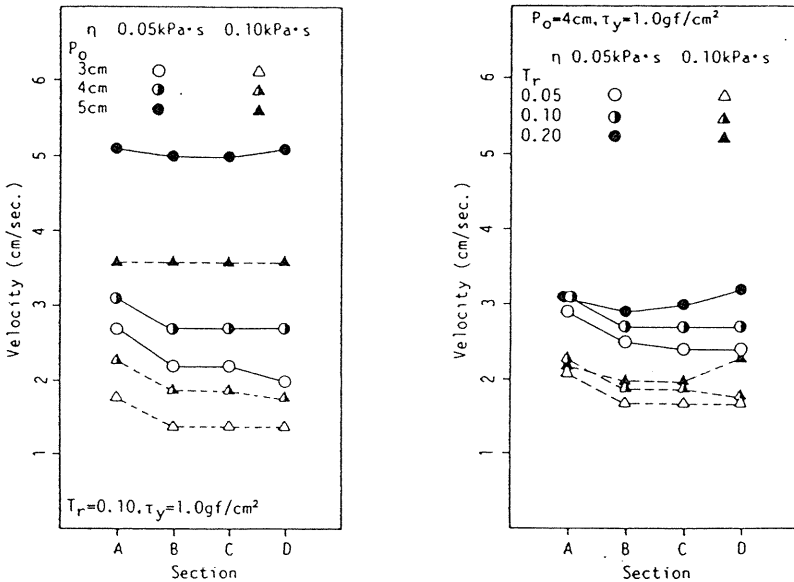 η 0.05kPa·s 0.10kPa·s
Po
3cm
4cm
5cm
6
5
4
3
2
1
Velocity (cm/sec.)
Tr=0.10,τy=1.0gf/cm²
A B C D
Section
Po=4cm,τy=1.0gf/cm²
η 0.05kPa·s 0.10kPa·s
Tr
0.05
0.10
0.20
6
5
4
3
2
1
Velocity (cm/sec.)
A B C D
Section